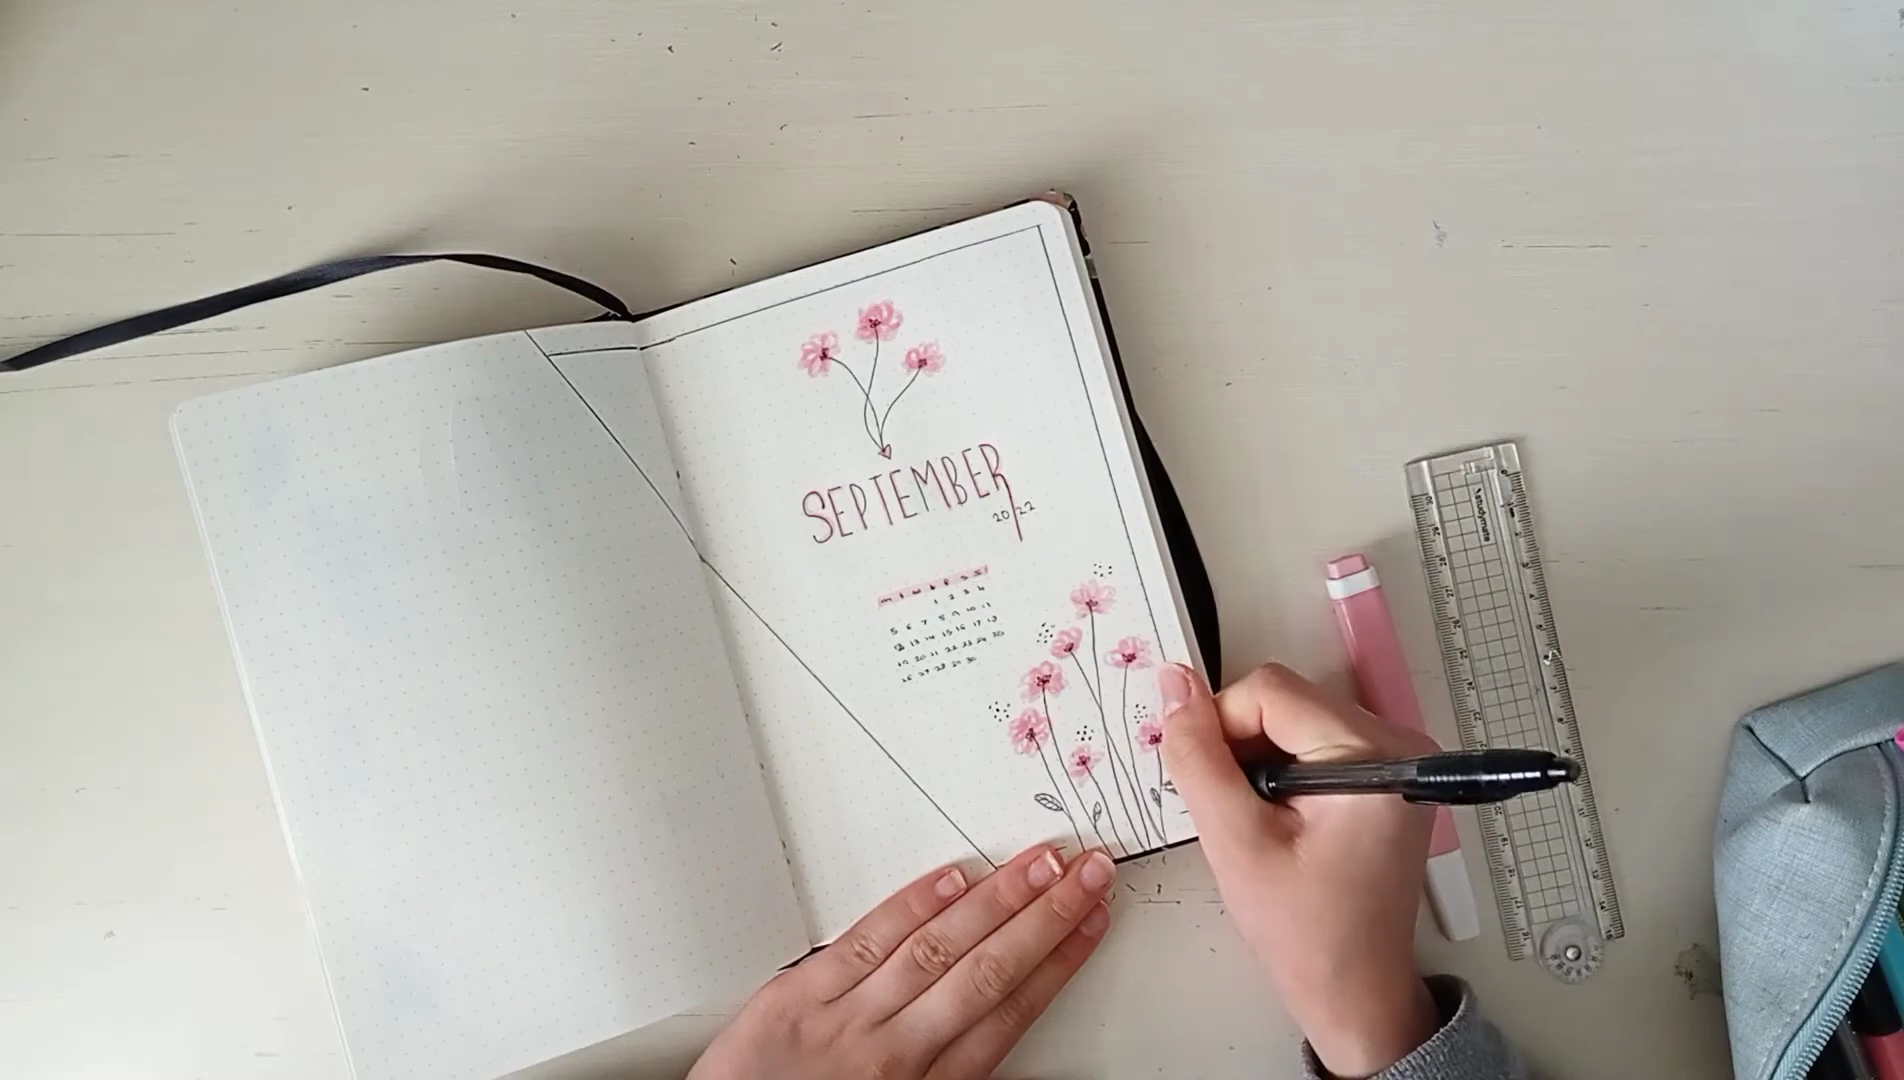 SEPTEMBER
2022
m t w t f s s
1 2 3 4
5 6 7 8 9 10 11
12 13 14 15 16 17 18
19 20 21 22 23 24 25
26 27 28 29 30
studymate